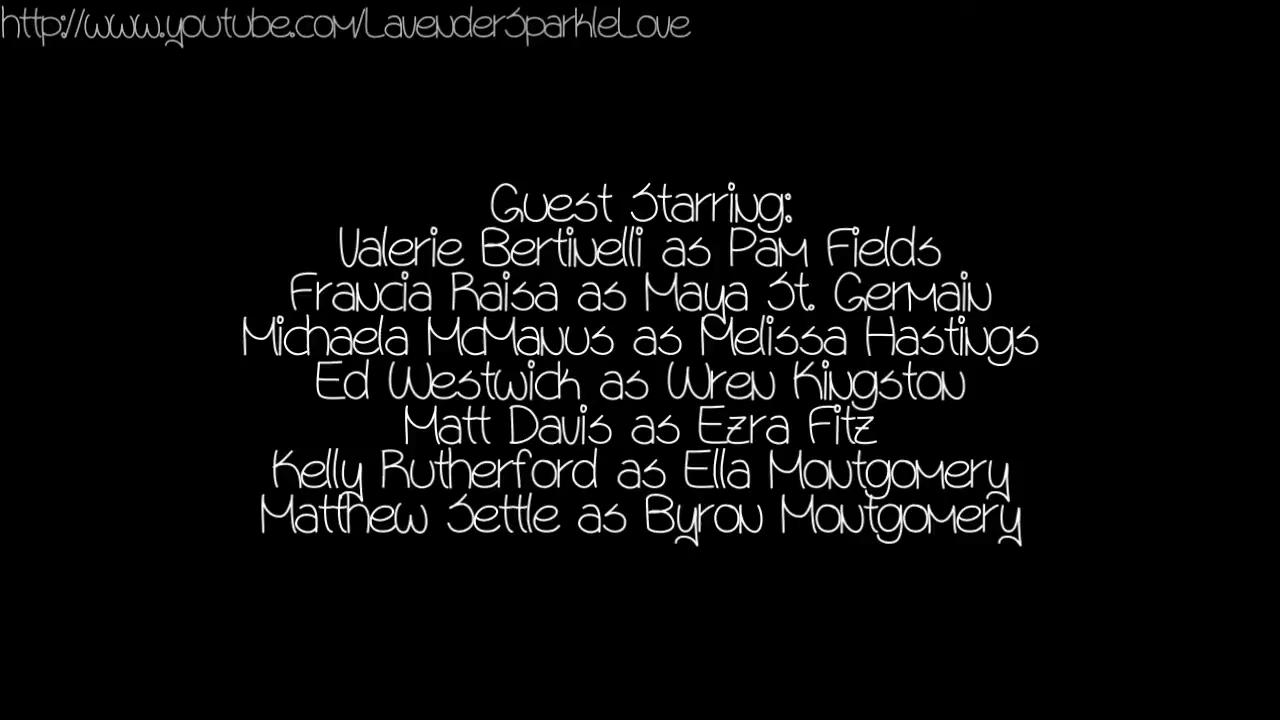 http://www.youtube.com/LavenderSparkleLove
Guest Starring:
Valerie Bertinelli as Pam Fields
Francia Raisa as Maya St. Germain
Michaela McManus as Melissa Hastings
Ed Westwick as Wren Kingston
Matt Davis as Ezra Fitz
Kelly Rutherford as Ella Montgomery
Matthew Settle as Byron Montgomery